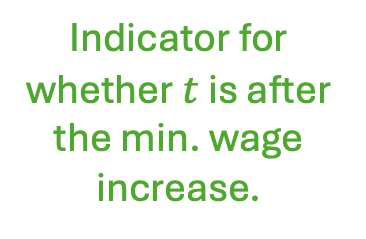 Indicator for
whether t is after
the min. wage
increase.